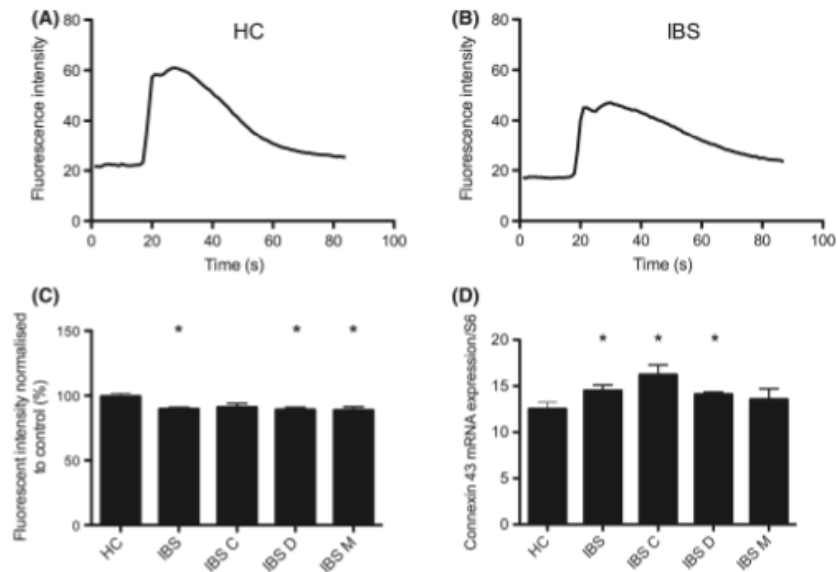 (A)
HC
Fluorescence intensity
80
60
40
20
0
0 20 40 60 80 100
Time (s)
(B)
IBS
Fluorescence intensity
80
60
40
20
0
0 20 40 60 80 100
Time (s)
(C)
Fluorescent intensity normalised
to control (%)
150
100
50
0
* * *
HC IBS IBS C IBS D IBS M
(D)
Connexin 43 mRNA expression/S6
20
15
10
5
0
* * *
HC IBS IBS C IBS D IBS M